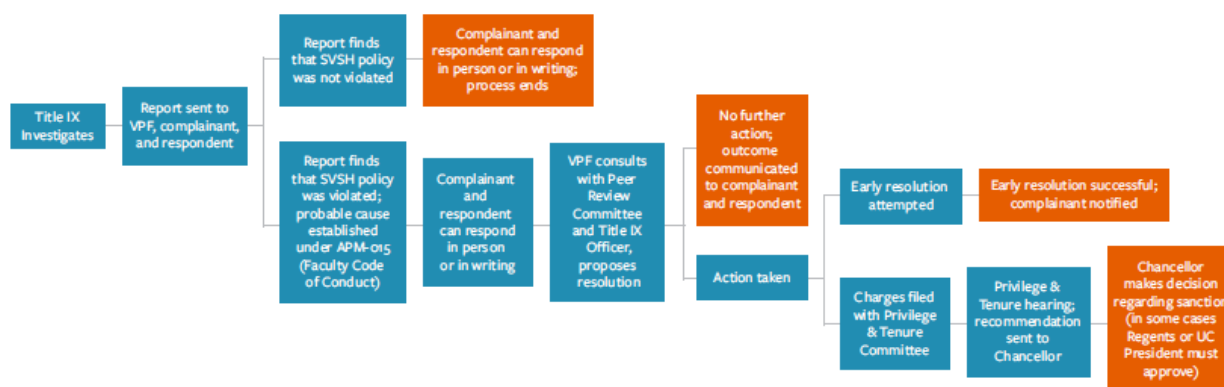 Title IX
Investigates
Report sent to
VPF, complainant,
and respondent
Report finds
that SVSH policy
was not violated
Complainant and
respondent can respond
in person or in writing;
process ends
Report finds
that SVSH policy
was violated;
probable cause
established
under APM-015
(Faculty Code
of Conduct)
Complainant
and
respondent
can respond
in person
or in writing
VPF consults
with Peer
Review
Committee
and Title IX
Officer,
proposes
resolution
No further
action;
outcome
communicated
to complainant
and respondent
Action taken
Early resolution
attempted
Early resolution successful;
complainant notified
Charges filed
with Privilege
& Tenure
Committee
Privilege &
Tenure hearing;
recommendation
sent to
Chancellor
Chancellor
makes decision
regarding sanction
(in some cases
Regents or UC
President must
approve)